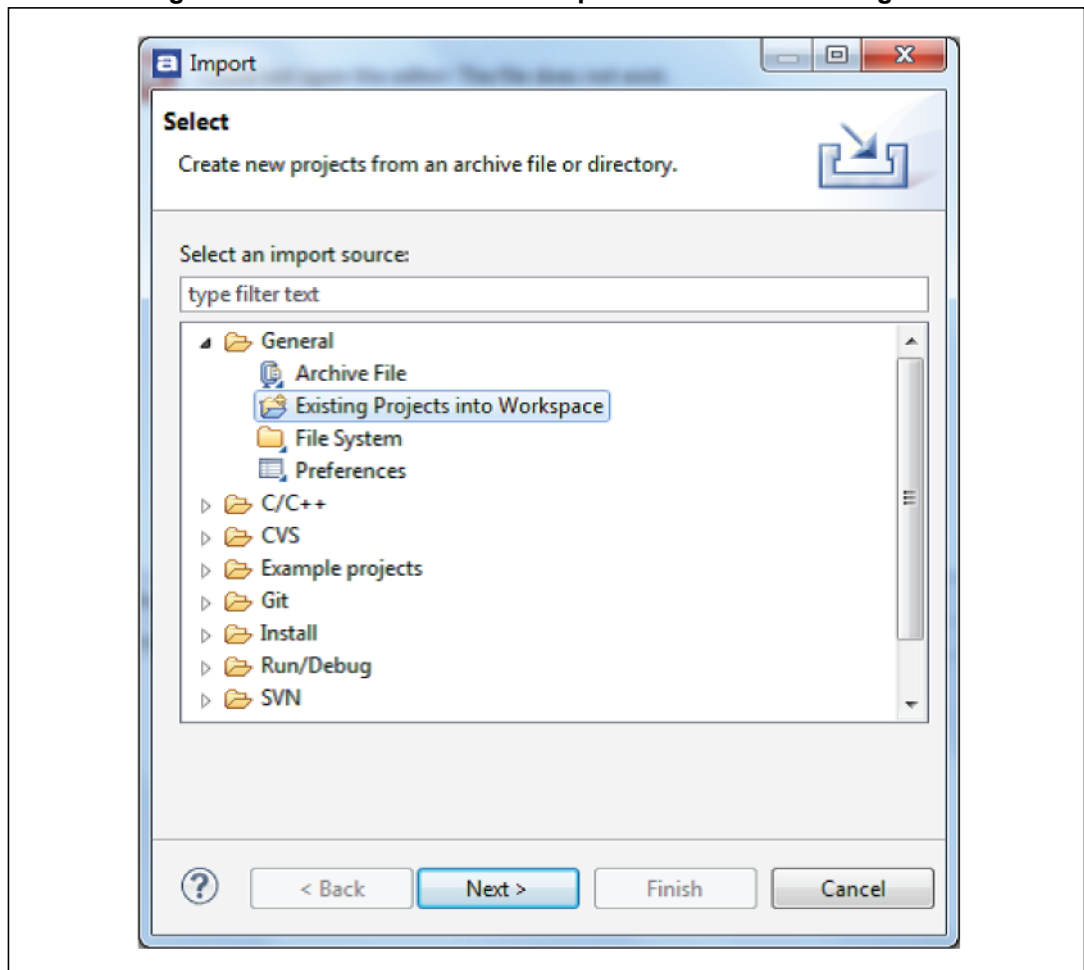 Import
Select
Create new projects from an archive file or directory.
Select an import source:
type filter text
General
Archive File
Existing Projects into Workspace
File System
Preferences
C/C++
CVS
Example projects
Git
Install
Run/Debug
SVN
?
< Back Next > Finish Cancel